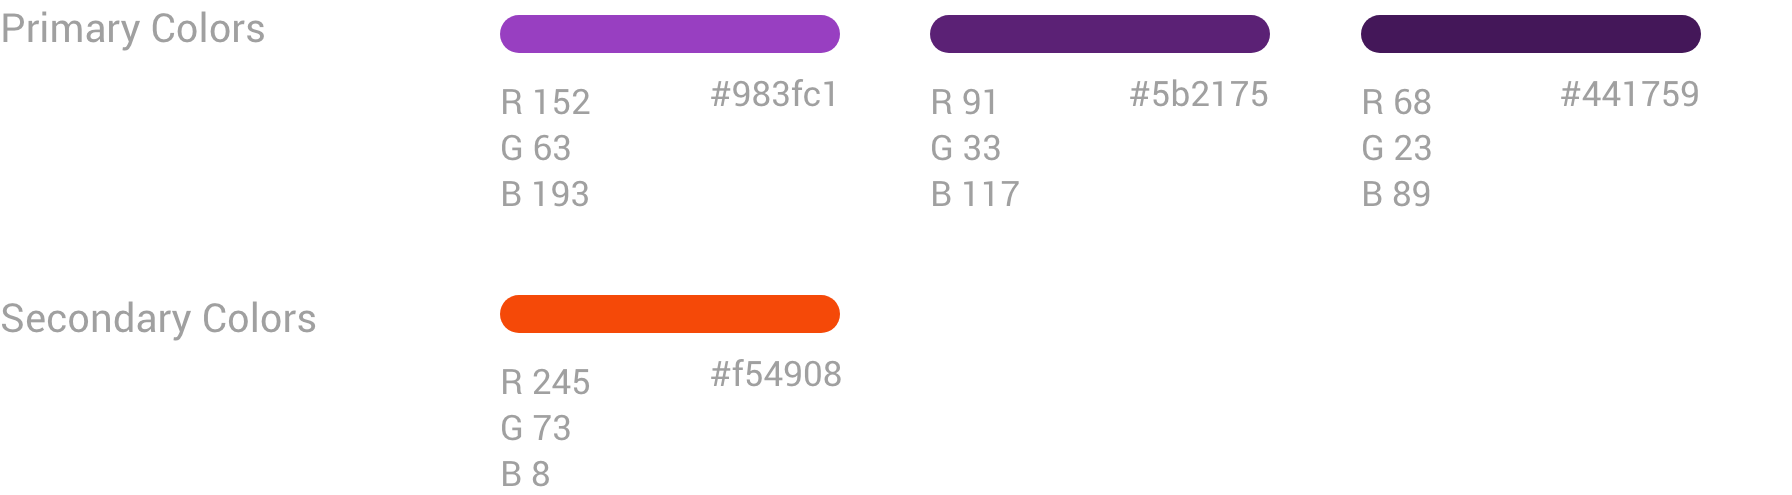 Primary Colors
R 152
G 63
B 193
#983fc1
R 91
G 33
B 117
#5b2175
R 68
G 23
B 89
#441759
Secondary Colors
R 245
G 73
B 8
#f54908